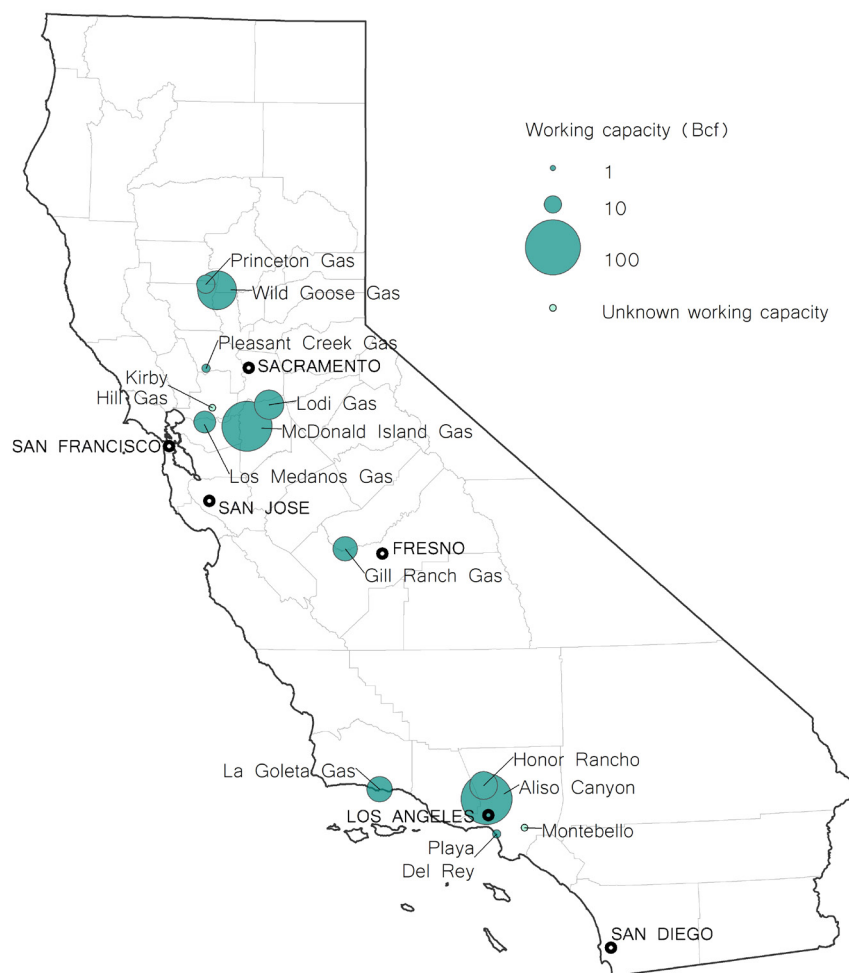 Working capacity (Bcf)
1
10
100
Unknown working capacity
Princeton Gas
Wild Goose Gas
Pleasant Creek Gas
SACRAMENTO
Kirby
Hill Gas
Lodi Gas
McDonald Island Gas
SAN FRANCISCO
Los Medanos Gas
SAN JOSE
FRESNO
Gill Ranch Gas
Honor Rancho
La Goleta Gas
Aliso Canyon
LOS ANGELES
Montebello
Playa
Del Rey
SAN DIEGO